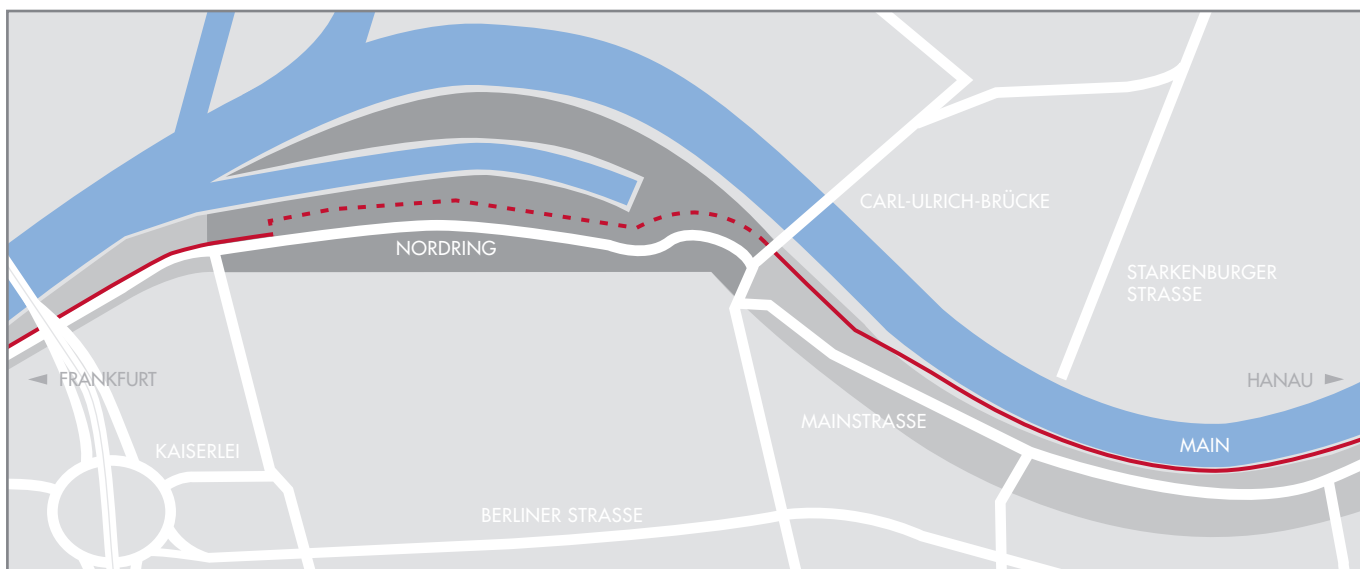 CARL-ULRICH-BRÜCKE
NORDRING
STARKENBURGER
STRASSE
FRANKFURT
HANAU
MAINSTRASSE
KAISERLEI
MAIN
BERLINER STRASSE